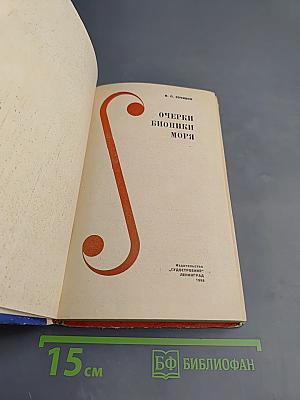 ОЧЕРКИ
БИОНИКИ
МОРЯ
Издательство
„СУДОСТРОЕНИЕ"
ЛЕНИНГРАД
15 см
БФ БИБЛИОФАН